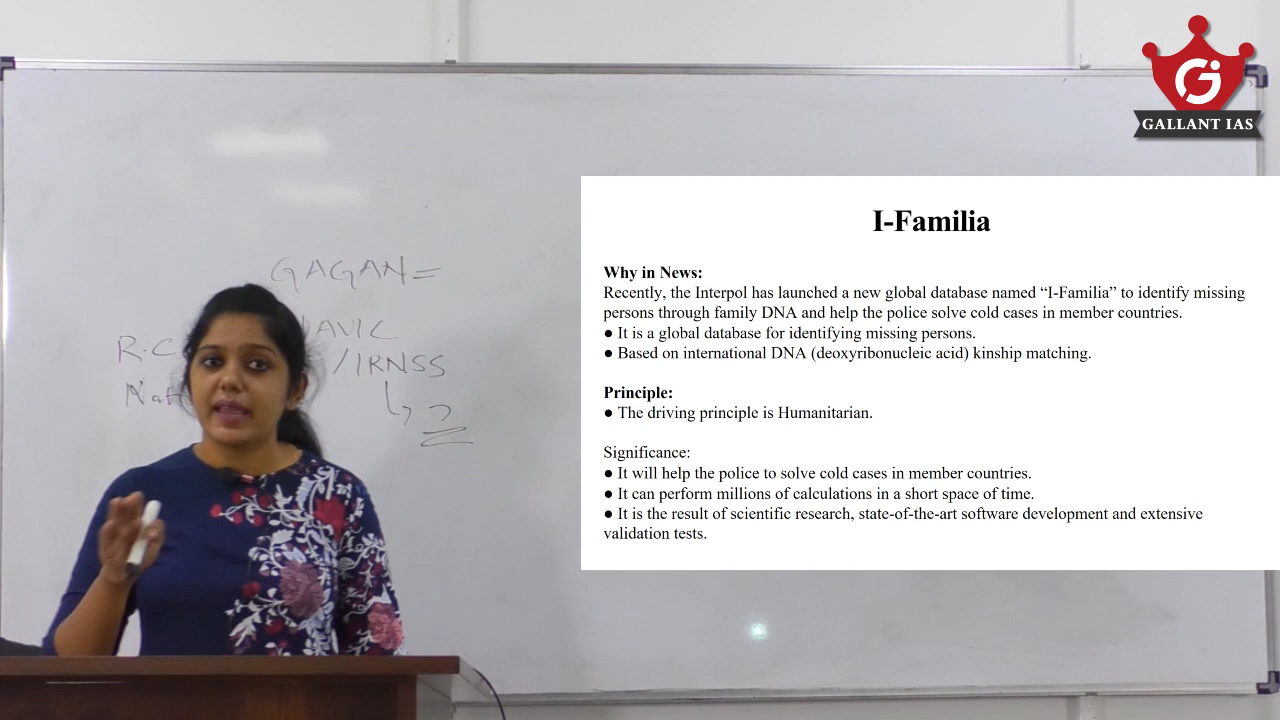 GALLANT IAS
GAGAN =
R.C
/ IRNSS
I-Familia
Why in News:
Recently, the Interpol has launched a new global database named “I-Familia” to identify missing
persons through family DNA and help the police solve cold cases in member countries.
● It is a global database for identifying missing persons.
● Based on international DNA (deoxyribonucleic acid) kinship matching.
Principle:
● The driving principle is Humanitarian.
Significance:
● It will help the police to solve cold cases in member countries.
● It can perform millions of calculations in a short space of time.
● It is the result of scientific research, state-of-the-art software development and extensive
validation tests.